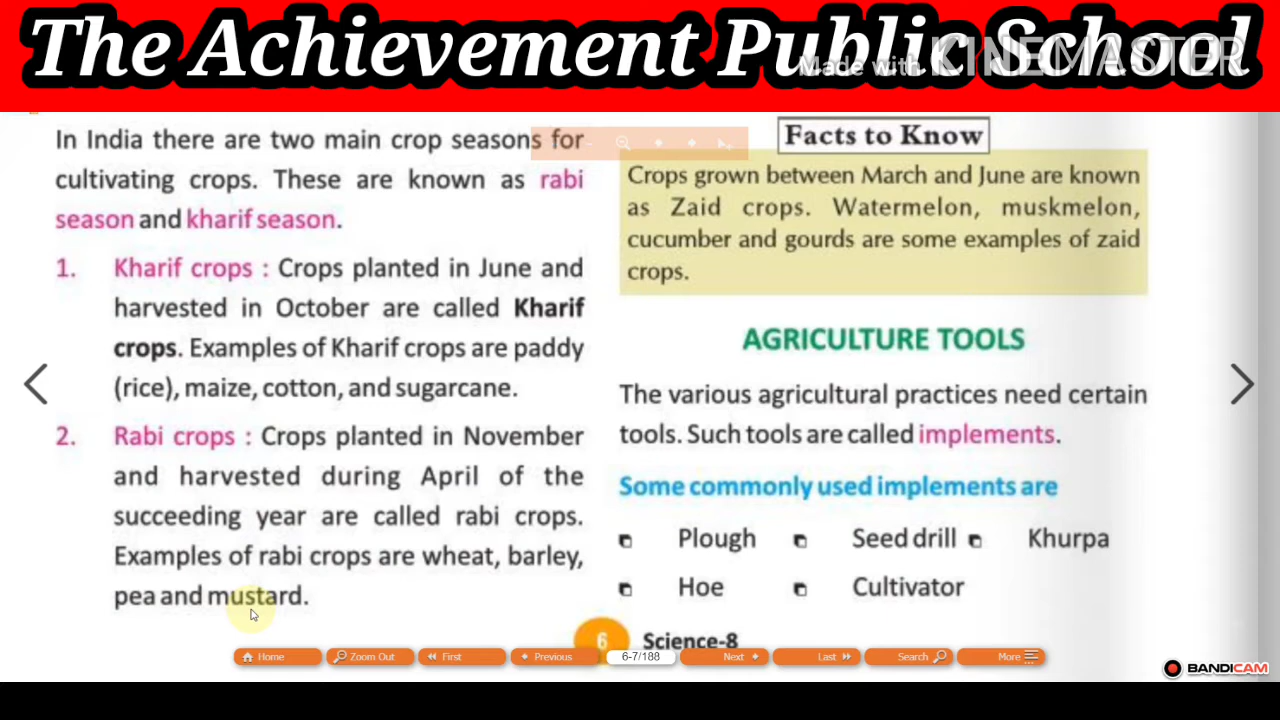 The Achievement Public School
Made with KINEMASTER
In India there are two main crop seasons for
cultivating crops. These are known as rabi
season and kharif season.
1. Kharif crops : Crops planted in June and
harvested in October are called Kharif
crops. Examples of Kharif crops are paddy
(rice), maize, cotton, and sugarcane.
2. Rabi crops : Crops planted in November
and harvested during April of the
succeeding year are called rabi crops.
Examples of rabi crops are wheat, barley,
pea and mustard.
Facts to Know
Crops grown between March and June are known
as Zaid crops. Watermelon, muskmelon,
cucumber and gourds are some examples of zaid
crops.
AGRICULTURE TOOLS
The various agricultural practices need certain
tools. Such tools are called implements.
Some commonly used implements are
Plough Seed drill Khurpa
Hoe Cultivator
6 Science-8
Home Zoom Out First Previous 6-7/188 Next Last Search More
BANDICAM